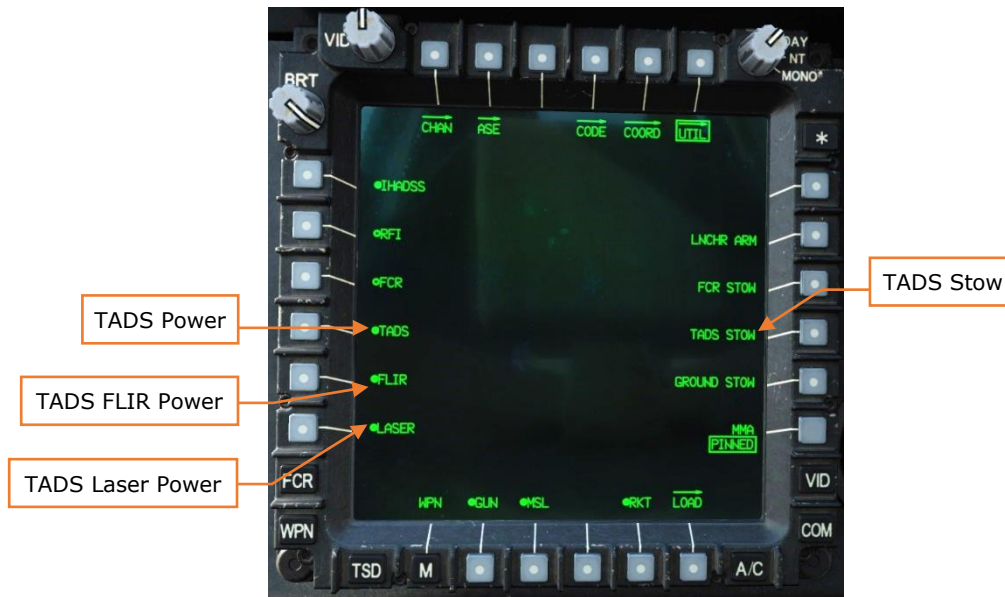 VID
DAY
NT
MONO*
BRT
CHAN ASE CODE COORD UTIL
*
IHADSS
RFI
LNCHR ARM
FCR
FCR STOW
TADS Stow
TADS Power
TADS
TADS STOW
TADS FLIR Power
FLIR
GROUND STOW
LASER
MMA
PINNED
TADS Laser Power
FCR
VID
WPN GUN MSL RKT LOAD
WPN
COM
TSD M A/C